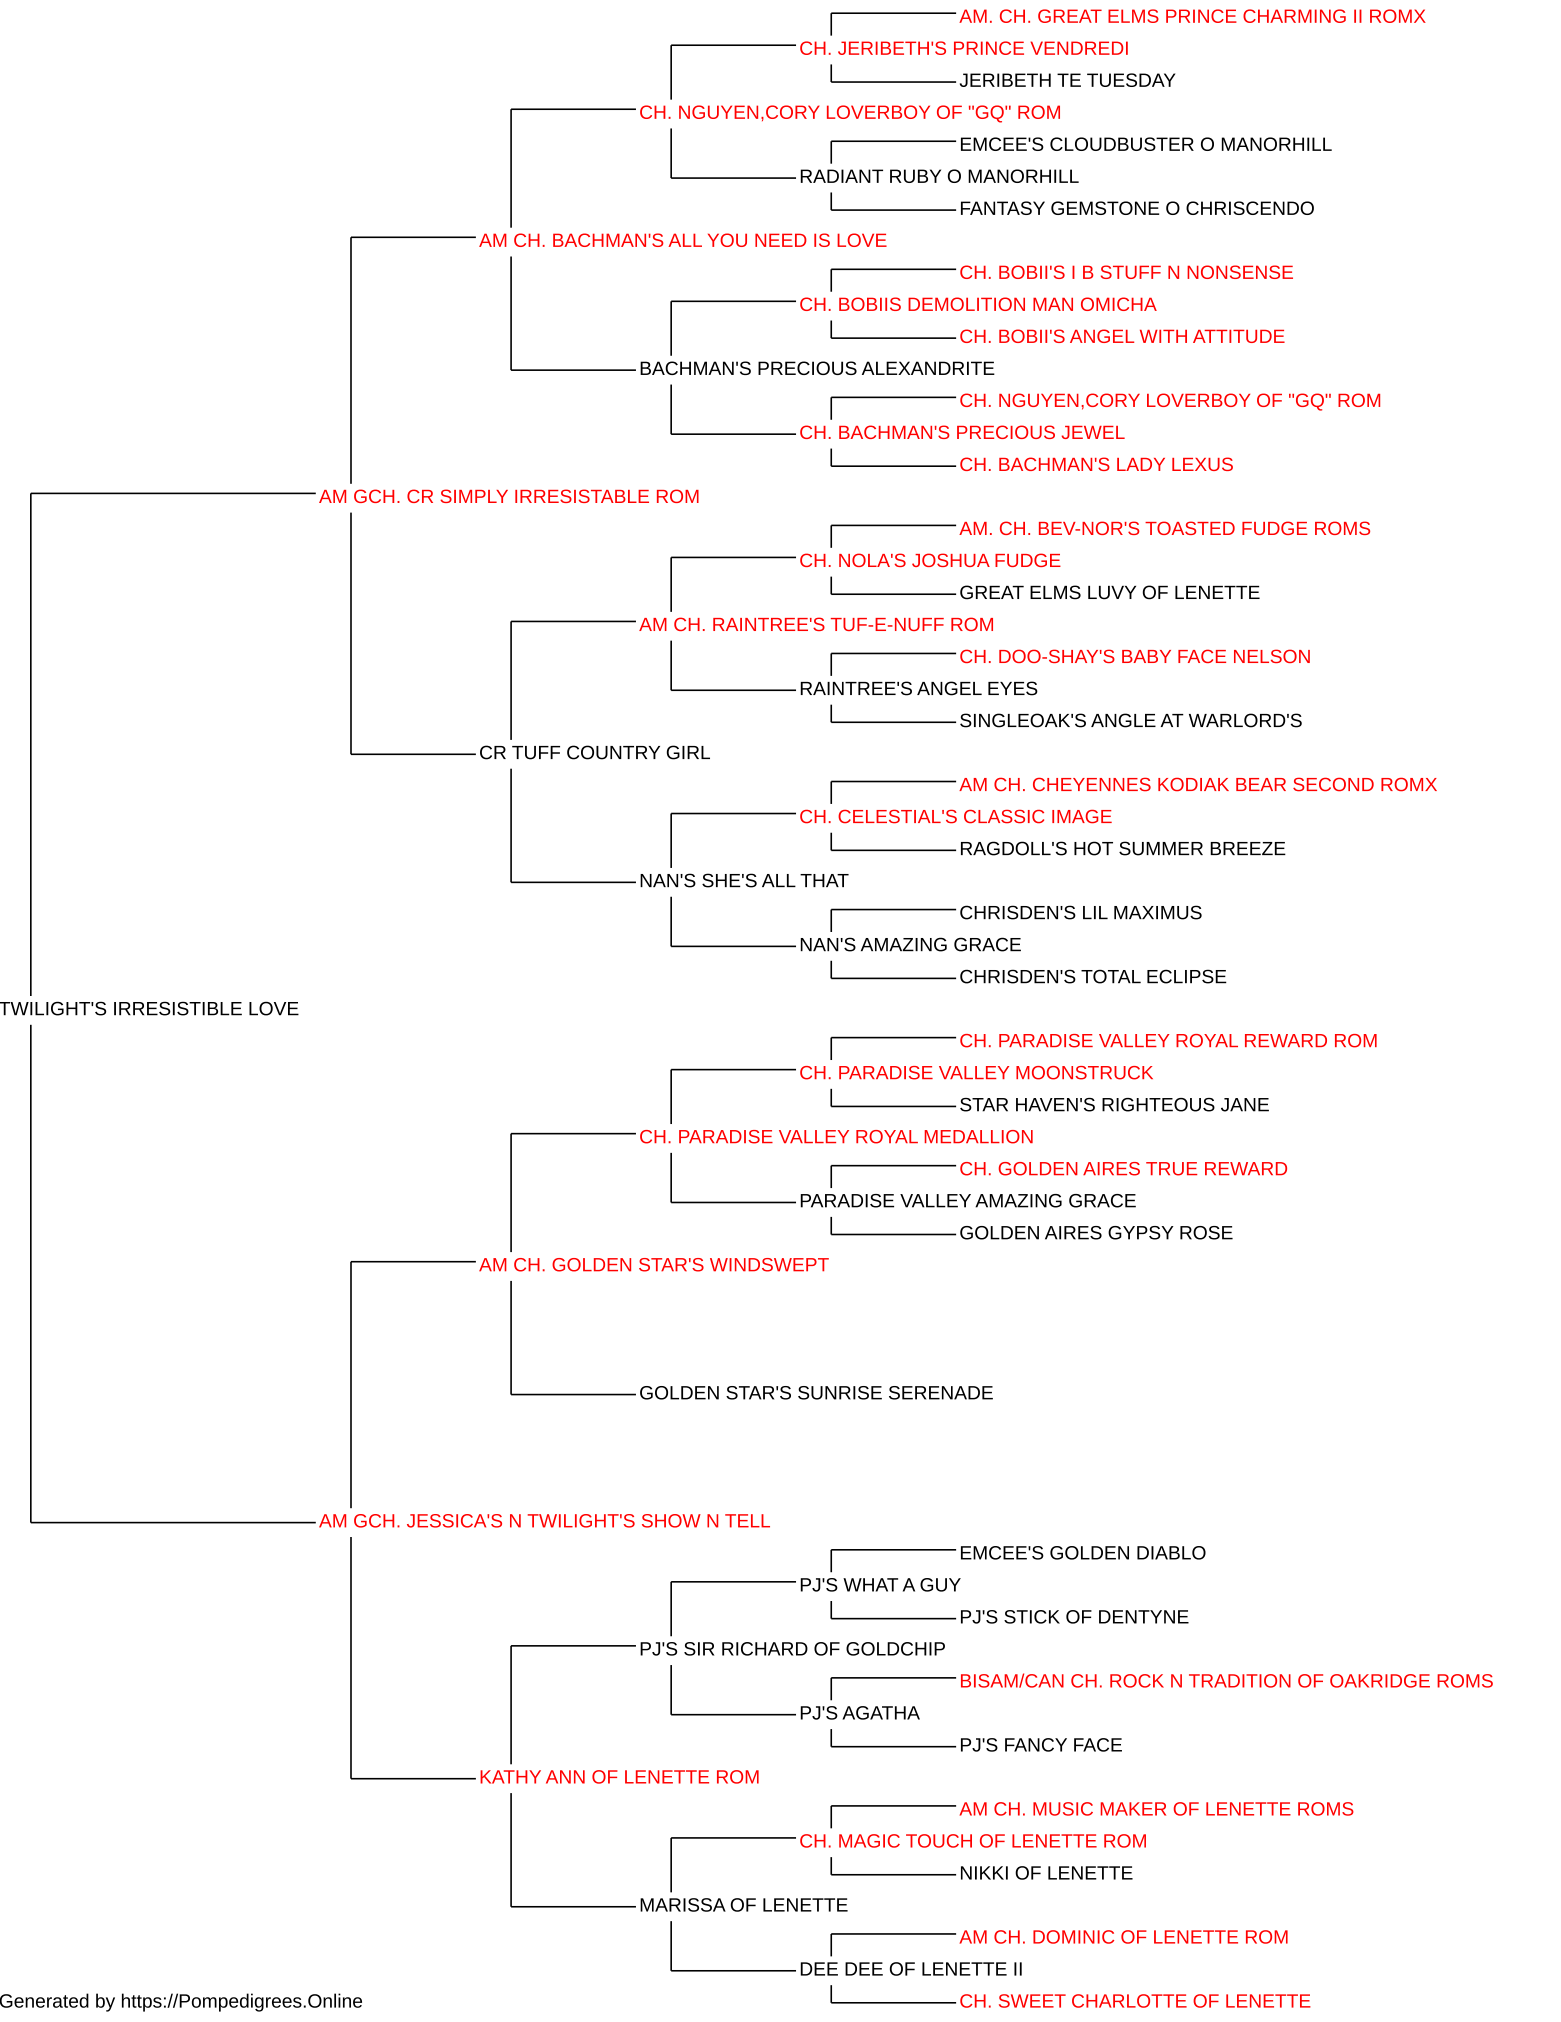 AM. CH. GREAT ELMS PRINCE CHARMING II ROMX
CH. JERIBETH'S PRINCE VENDREDI
JERIBETH TE TUESDAY
CH. NGUYEN,CORY LOVERBOY OF "GQ" ROM
EMCEE'S CLOUDBUSTER O MANORHILL
RADIANT RUBY O MANORHILL
FANTASY GEMSTONE O CHRISCENDO
AM CH. BACHMAN'S ALL YOU NEED IS LOVE
CH. BOBII'S I B STUFF N NONSENSE
CH. BOBIIS DEMOLITION MAN OMICHA
CH. BOBII'S ANGEL WITH ATTITUDE
BACHMAN'S PRECIOUS ALEXANDRITE
CH. NGUYEN,CORY LOVERBOY OF "GQ" ROM
CH. BACHMAN'S PRECIOUS JEWEL
CH. BACHMAN'S LADY LEXUS
AM GCH. CR SIMPLY IRRESISTABLE ROM
AM. CH. BEV-NOR'S TOASTED FUDGE ROMS
CH. NOLA'S JOSHUA FUDGE
GREAT ELMS LUVY OF LENETTE
AM CH. RAINTREE'S TUF-E-NUFF ROM
CH. DOO-SHAY'S BABY FACE NELSON
RAINTREE'S ANGEL EYES
SINGLEOAK'S ANGLE AT WARLORD'S
CR TUFF COUNTRY GIRL
AM CH. CHEYENNES KODIAK BEAR SECOND ROMX
CH. CELESTIAL'S CLASSIC IMAGE
RAGDOLL'S HOT SUMMER BREEZE
NAN'S SHE'S ALL THAT
CHRISDEN'S LIL MAXIMUS
NAN'S AMAZING GRACE
CHRISDEN'S TOTAL ECLIPSE
TWILIGHT'S IRRESISTIBLE LOVE
CH. PARADISE VALLEY ROYAL REWARD ROM
CH. PARADISE VALLEY MOONSTRUCK
STAR HAVEN'S RIGHTEOUS JANE
CH. PARADISE VALLEY ROYAL MEDALLION
CH. GOLDEN AIRES TRUE REWARD
PARADISE VALLEY AMAZING GRACE
GOLDEN AIRES GYPSY ROSE
AM CH. GOLDEN STAR'S WINDSWEPT
GOLDEN STAR'S SUNRISE SERENADE
AM GCH. JESSICA'S N TWILIGHT'S SHOW N TELL
EMCEE'S GOLDEN DIABLO
PJ'S WHAT A GUY
PJ'S STICK OF DENTYNE
PJ'S SIR RICHARD OF GOLDCHIP
BISAM/CAN CH. ROCK N TRADITION OF OAKRIDGE ROMS
PJ'S AGATHA
PJ'S FANCY FACE
KATHY ANN OF LENETTE ROM
AM CH. MUSIC MAKER OF LENETTE ROMS
CH. MAGIC TOUCH OF LENETTE ROM
NIKKI OF LENETTE
MARISSA OF LENETTE
AM CH. DOMINIC OF LENETTE ROM
DEE DEE OF LENETTE II
CH. SWEET CHARLOTTE OF LENETTE
Generated by https://Pompedigrees.Online